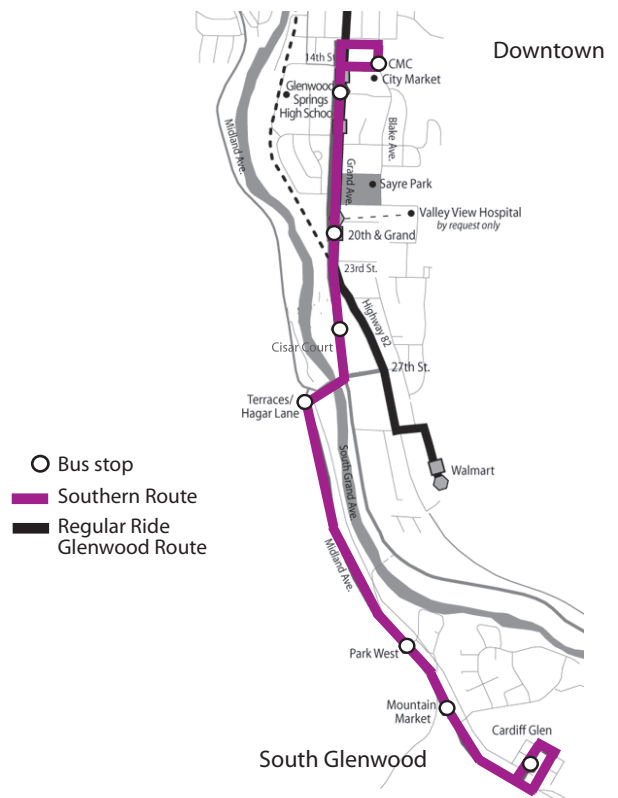 Downtown
14th St
CMC
City Market
Glenwood
Springs
High School
Midland Ave.
Blake Ave.
Grand Ave.
Sayre Park
Valley View Hospital
by request only
20th & Grand
23rd St.
Highway 82
Cisar Court
27th St.
Terraces/
Hagar Lane
South Grand Ave.
Walmart
Bus stop
Southern Route
Regular Ride
Glenwood Route
Midland Ave.
Park West
Mountain
Market
Cardiff Glen
South Glenwood